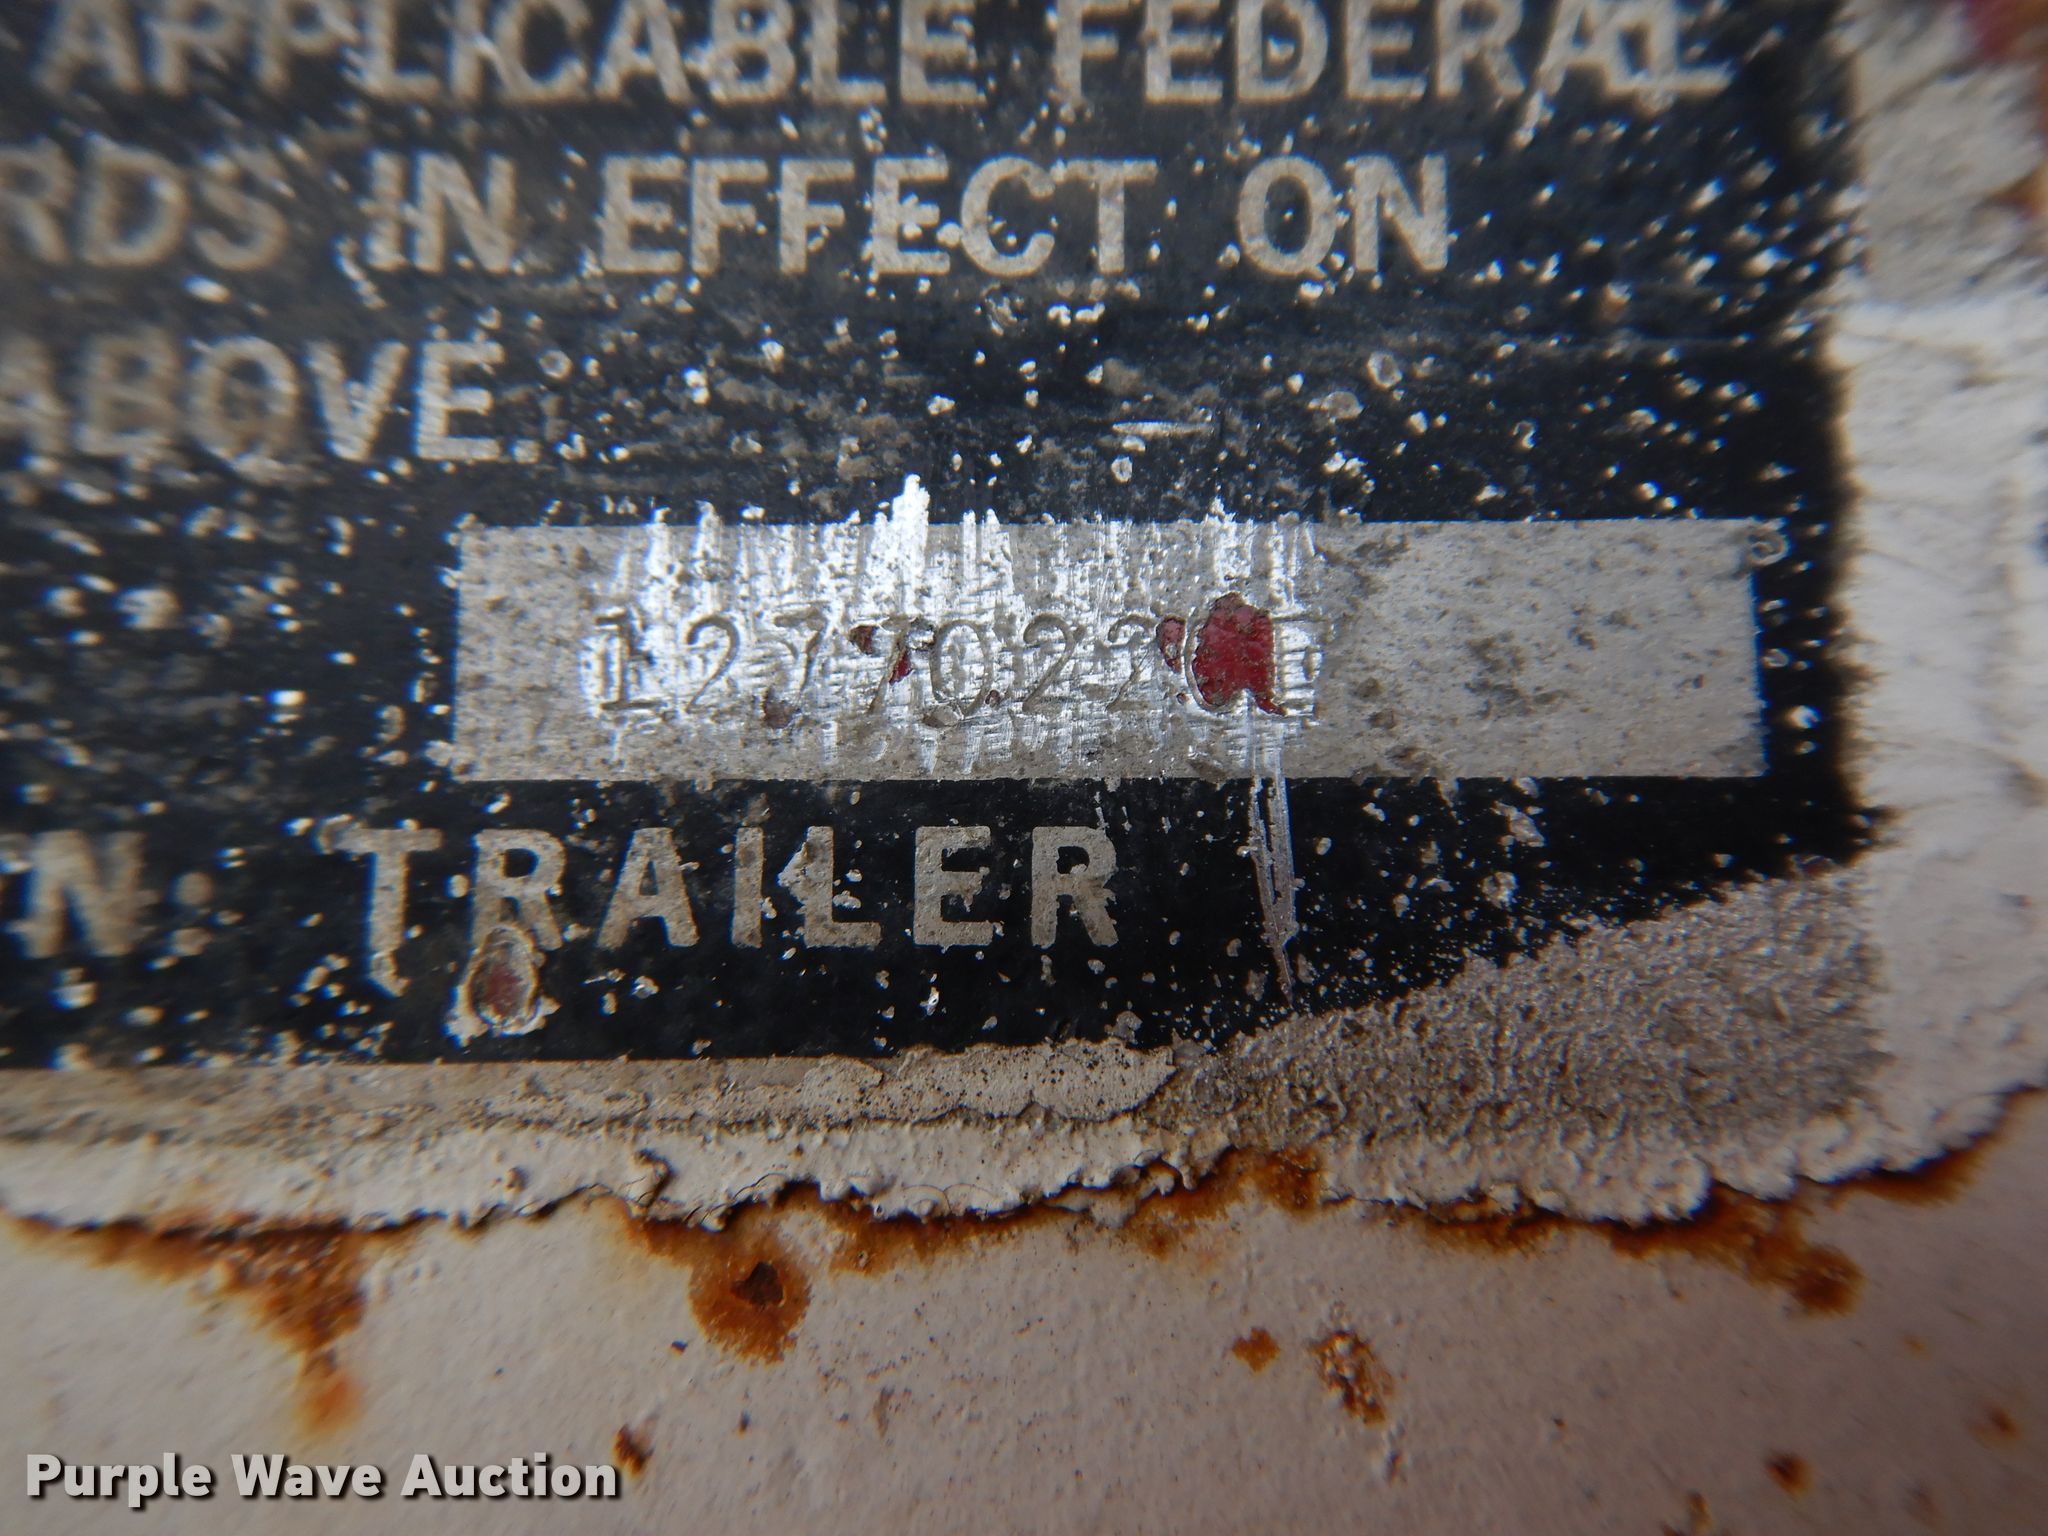 APPLICABLE FEDERAL
RDS IN EFFECT ON
ABOVE.
N: TRAILER
Purple Wave Auction